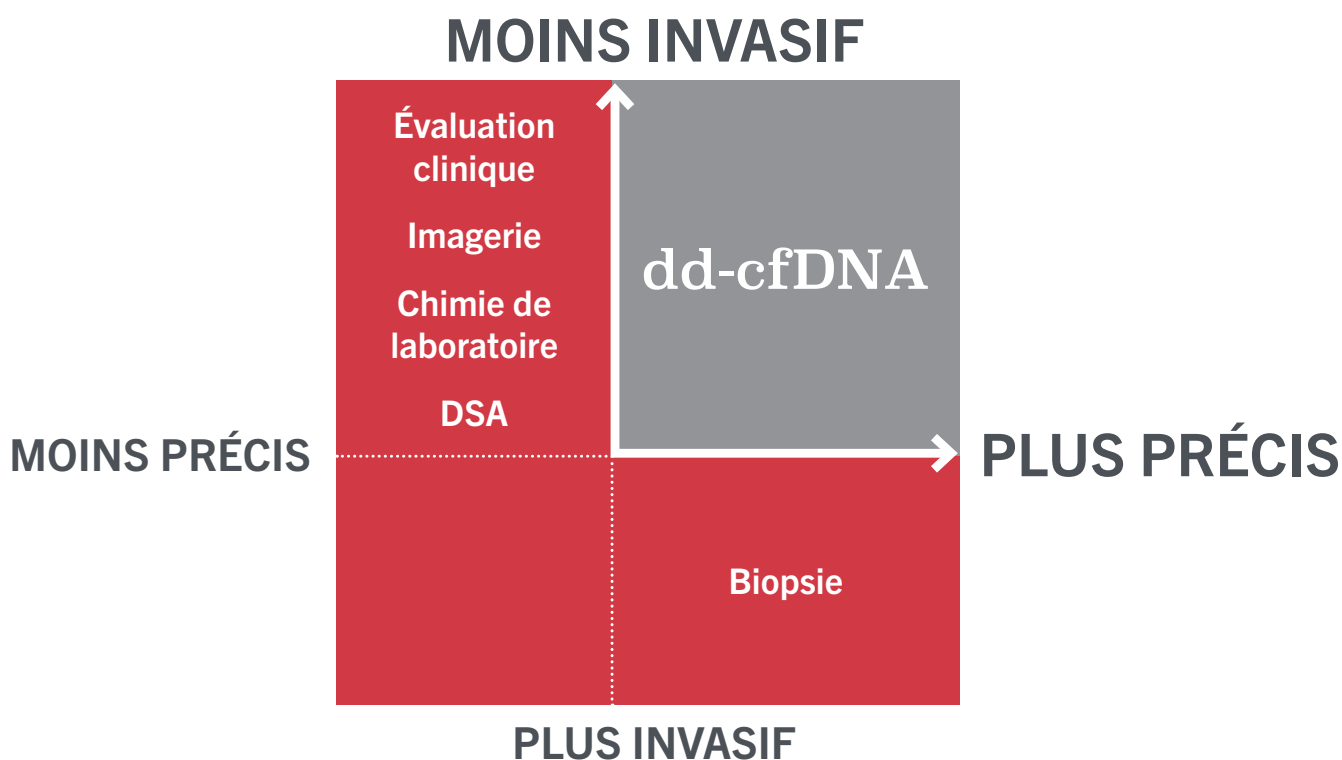 MOINS INVASIF
Évaluation
clinique
Imagerie
Chimie de
laboratoire
DSA
dd-cfDNA
MOINS PRÉCIS
PLUS PRÉCIS
Biopsie
PLUS INVASIF